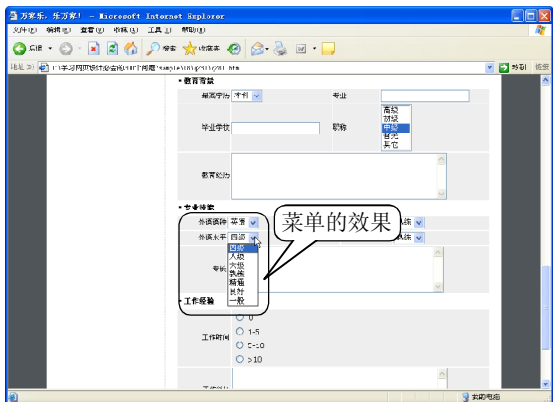 万家乐，乐万家！ - Microsoft Internet Explorer
文件(F) 编辑(E) 查看(V) 收藏(A) 工具(T) 帮助(H)
后退 搜索 收藏夹
地址(D) 转到 链接
·教育背景
最高学历 本科 专业
毕业学校 职称
高级
初级
中级
暂无
其它
教育经历
·专业技能
外语语种 英语
外语水平 四级 熟练
四级
八级
六级
熟练
精通
良好
一般
菜单的效果
·工作经验
工作时间
0
1-5
5-10
>10
我的电脑